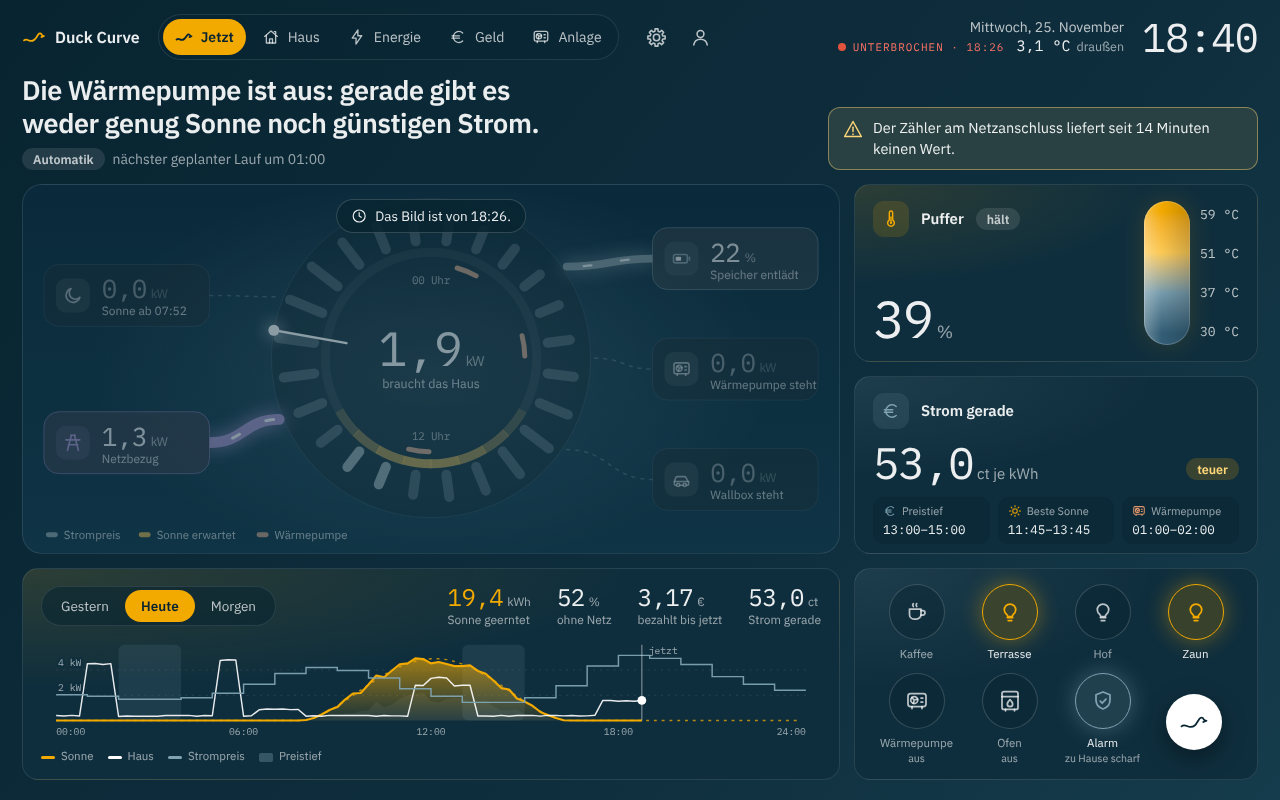 Duck Curve
Jetzt
Haus
Energie
Geld
Anlage
Mittwoch, 25. November
UNTERBROCHEN · 18:26 3,1 °C draußen
18:40
Die Wärmepumpe ist aus: gerade gibt es
weder genug Sonne noch günstigen Strom.
Automatik nächster geplanter Lauf um 01:00
Der Zähler am Netzanschluss liefert seit 14 Minuten
keinen Wert.
Das Bild ist von 18:26.
0,0 kW
Sonne ab 07:52
1,3 kW
Netzbezug
00 Uhr
1,9 kW
braucht das Haus
12 Uhr
22 %
Speicher entlädt
0,0 kW
Wärmepumpe steht
0,0 kW
Wallbox steht
Strompreis
Sonne erwartet
Wärmepumpe
Puffer hält
39 %
59 °C
51 °C
37 °C
30 °C
Strom gerade
53,0 ct je kWh
teuer
Preistief
13:00–15:00
Beste Sonne
11:45–13:45
Wärmepumpe
01:00–02:00
Gestern
Heute
Morgen
19,4 kWh
Sonne geerntet
52 %
ohne Netz
3,17 €
bezahlt bis jetzt
53,0 ct
Strom gerade
4 kW
2 kW
jetzt
00:00
06:00
12:00
18:00
24:00
Sonne
Haus
Strompreis
Preistief
Kaffee
Terrasse
Hof
Zaun
Wärmepumpe
aus
Ofen
aus
Alarm
zu Hause scharf